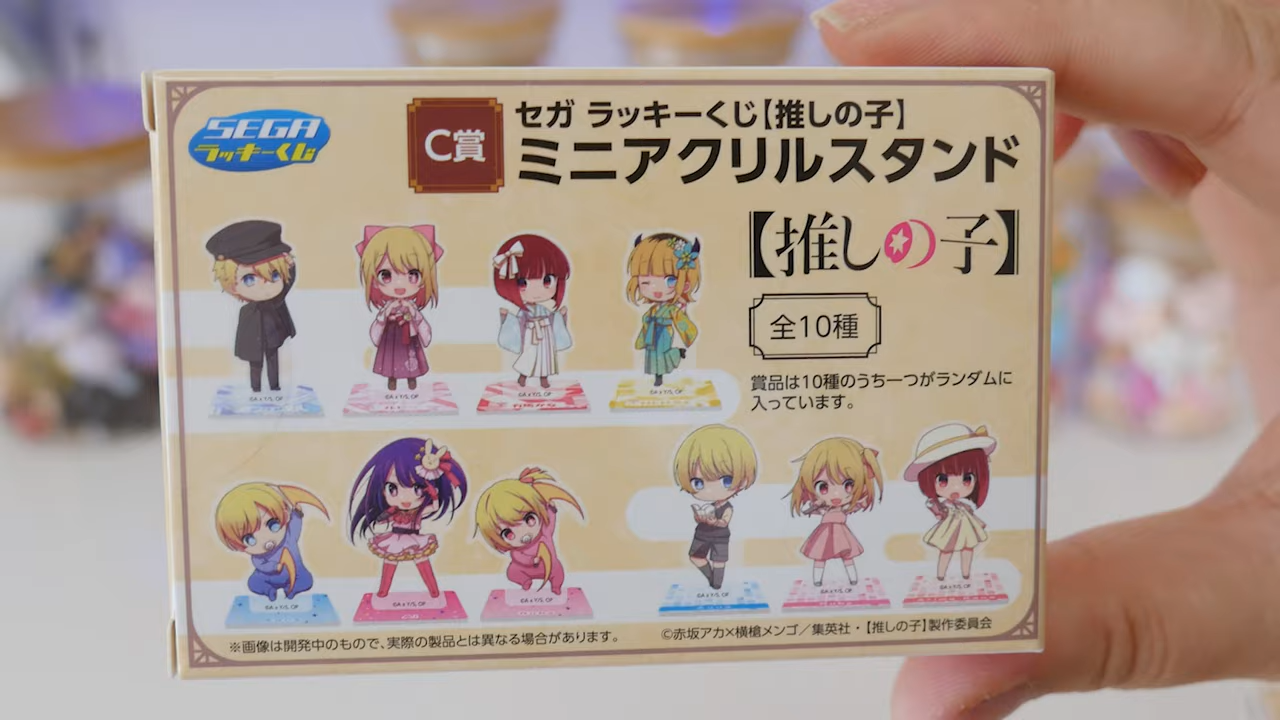 SEGA
ラッキーくじ
C賞
セガ ラッキーくじ【推しの子】
ミニアクリルスタンド
【推しの子】
全10種
賞品は10種のうち一つがランダムに
入っています。
※画像は開発中のもので、実際の製品とは異なる場合があります。
©赤坂アカ×横槍メンゴ／集英社・【推しの子】製作委員会